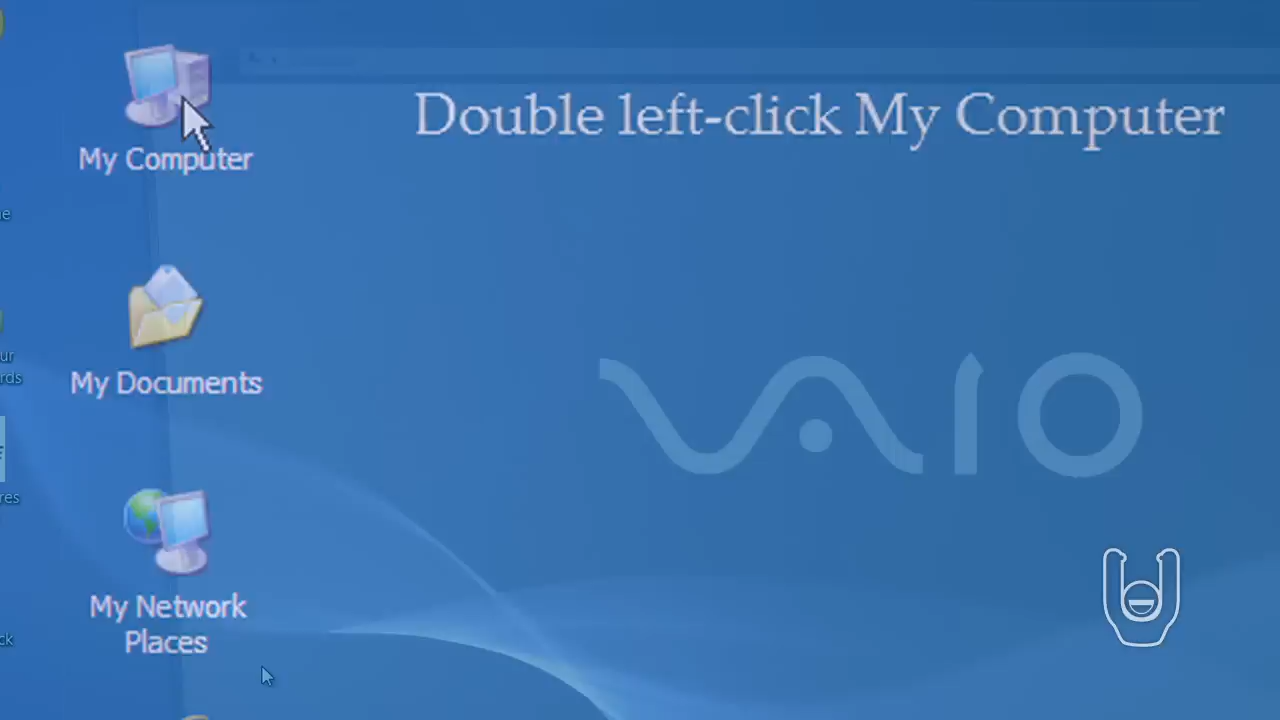 Double left-click My Computer
My Computer
My Documents
VAIO
My Network
Places